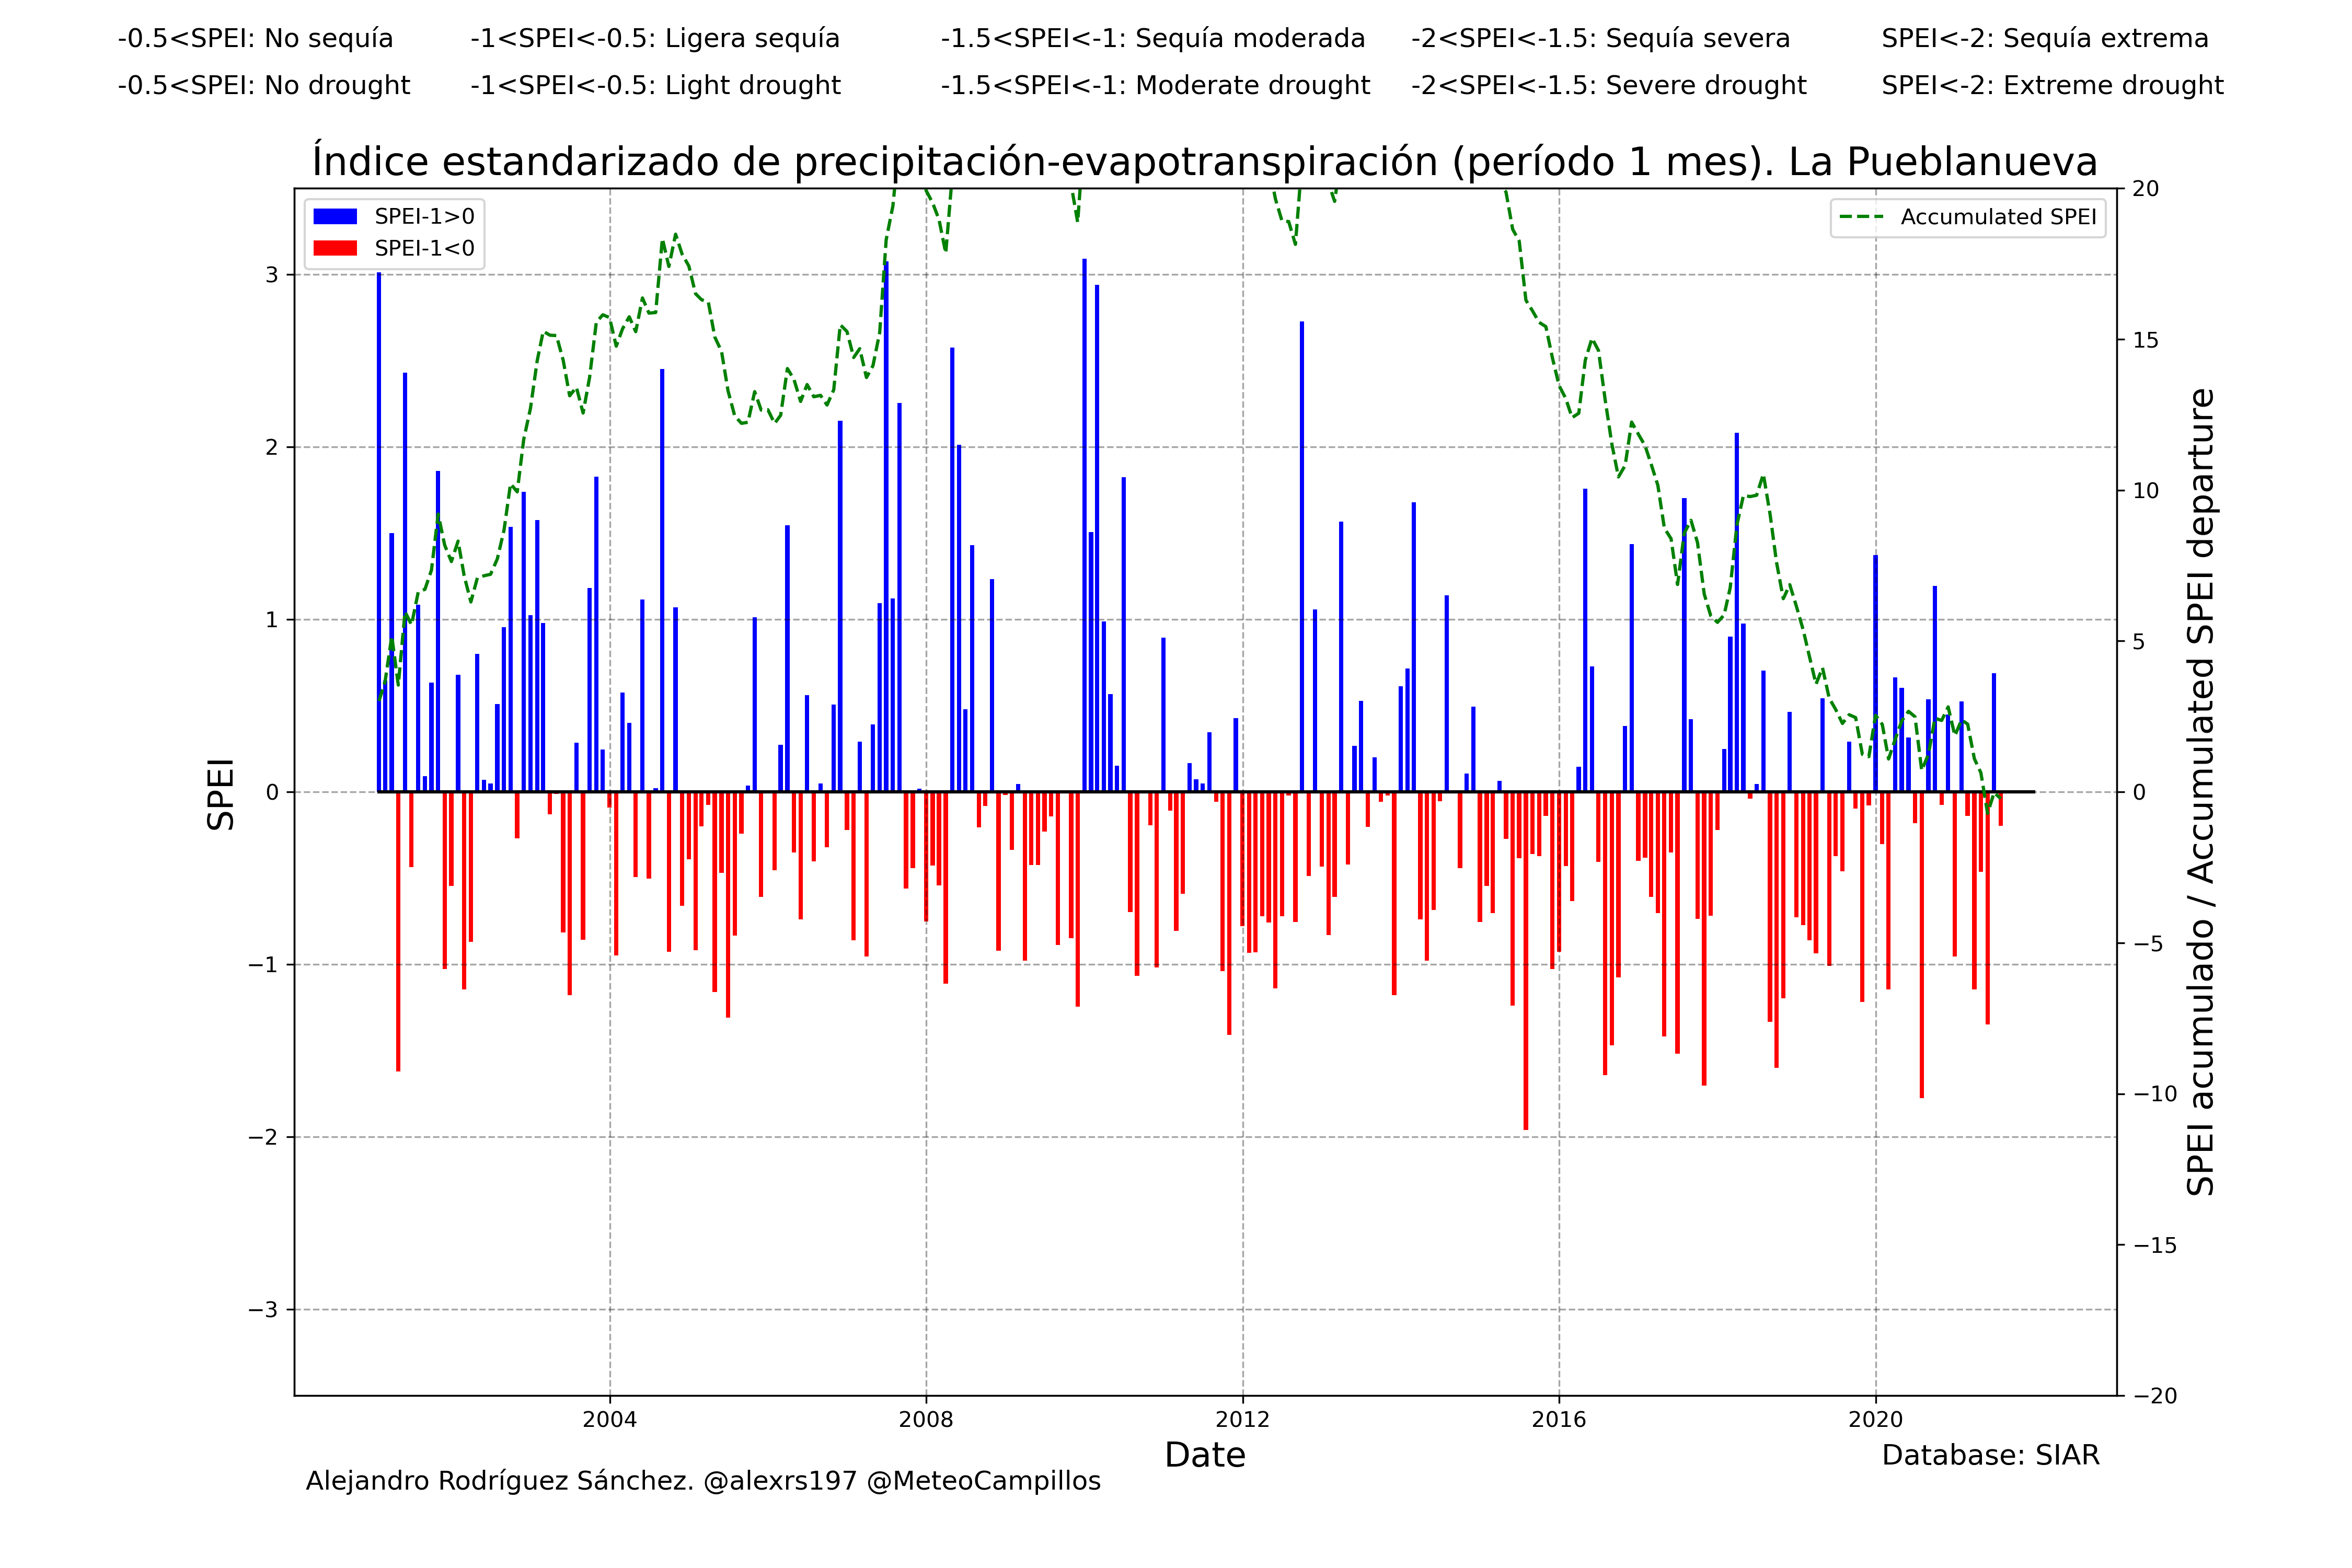 -0.5<SPEI: No sequía -1<SPEI<-0.5: Ligera sequía -1.5<SPEI<-1: Sequía moderada -2<SPEI<-1.5: Sequía severa SPEI<-2: Sequía extrema
-0.5<SPEI: No drought -1<SPEI<-0.5: Light drought -1.5<SPEI<-1: Moderate drought -2<SPEI<-1.5: Severe drought SPEI<-2: Extreme drought
Índice estandarizado de precipitación-evapotranspiración (período 1 mes). La Pueblanueva
SPEI-1>0
SPEI-1<0
Accumulated SPEI
SPEI
3
2
1
0
−1
−2
−3
20
15
10
5
0
−5
−10
−15
−20
SPEI acumulado / Accumulated SPEI departure
2004 2008 2012 2016 2020
Date
Database: SIAR
Alejandro Rodríguez Sánchez. @alexrs197 @MeteoCampillos